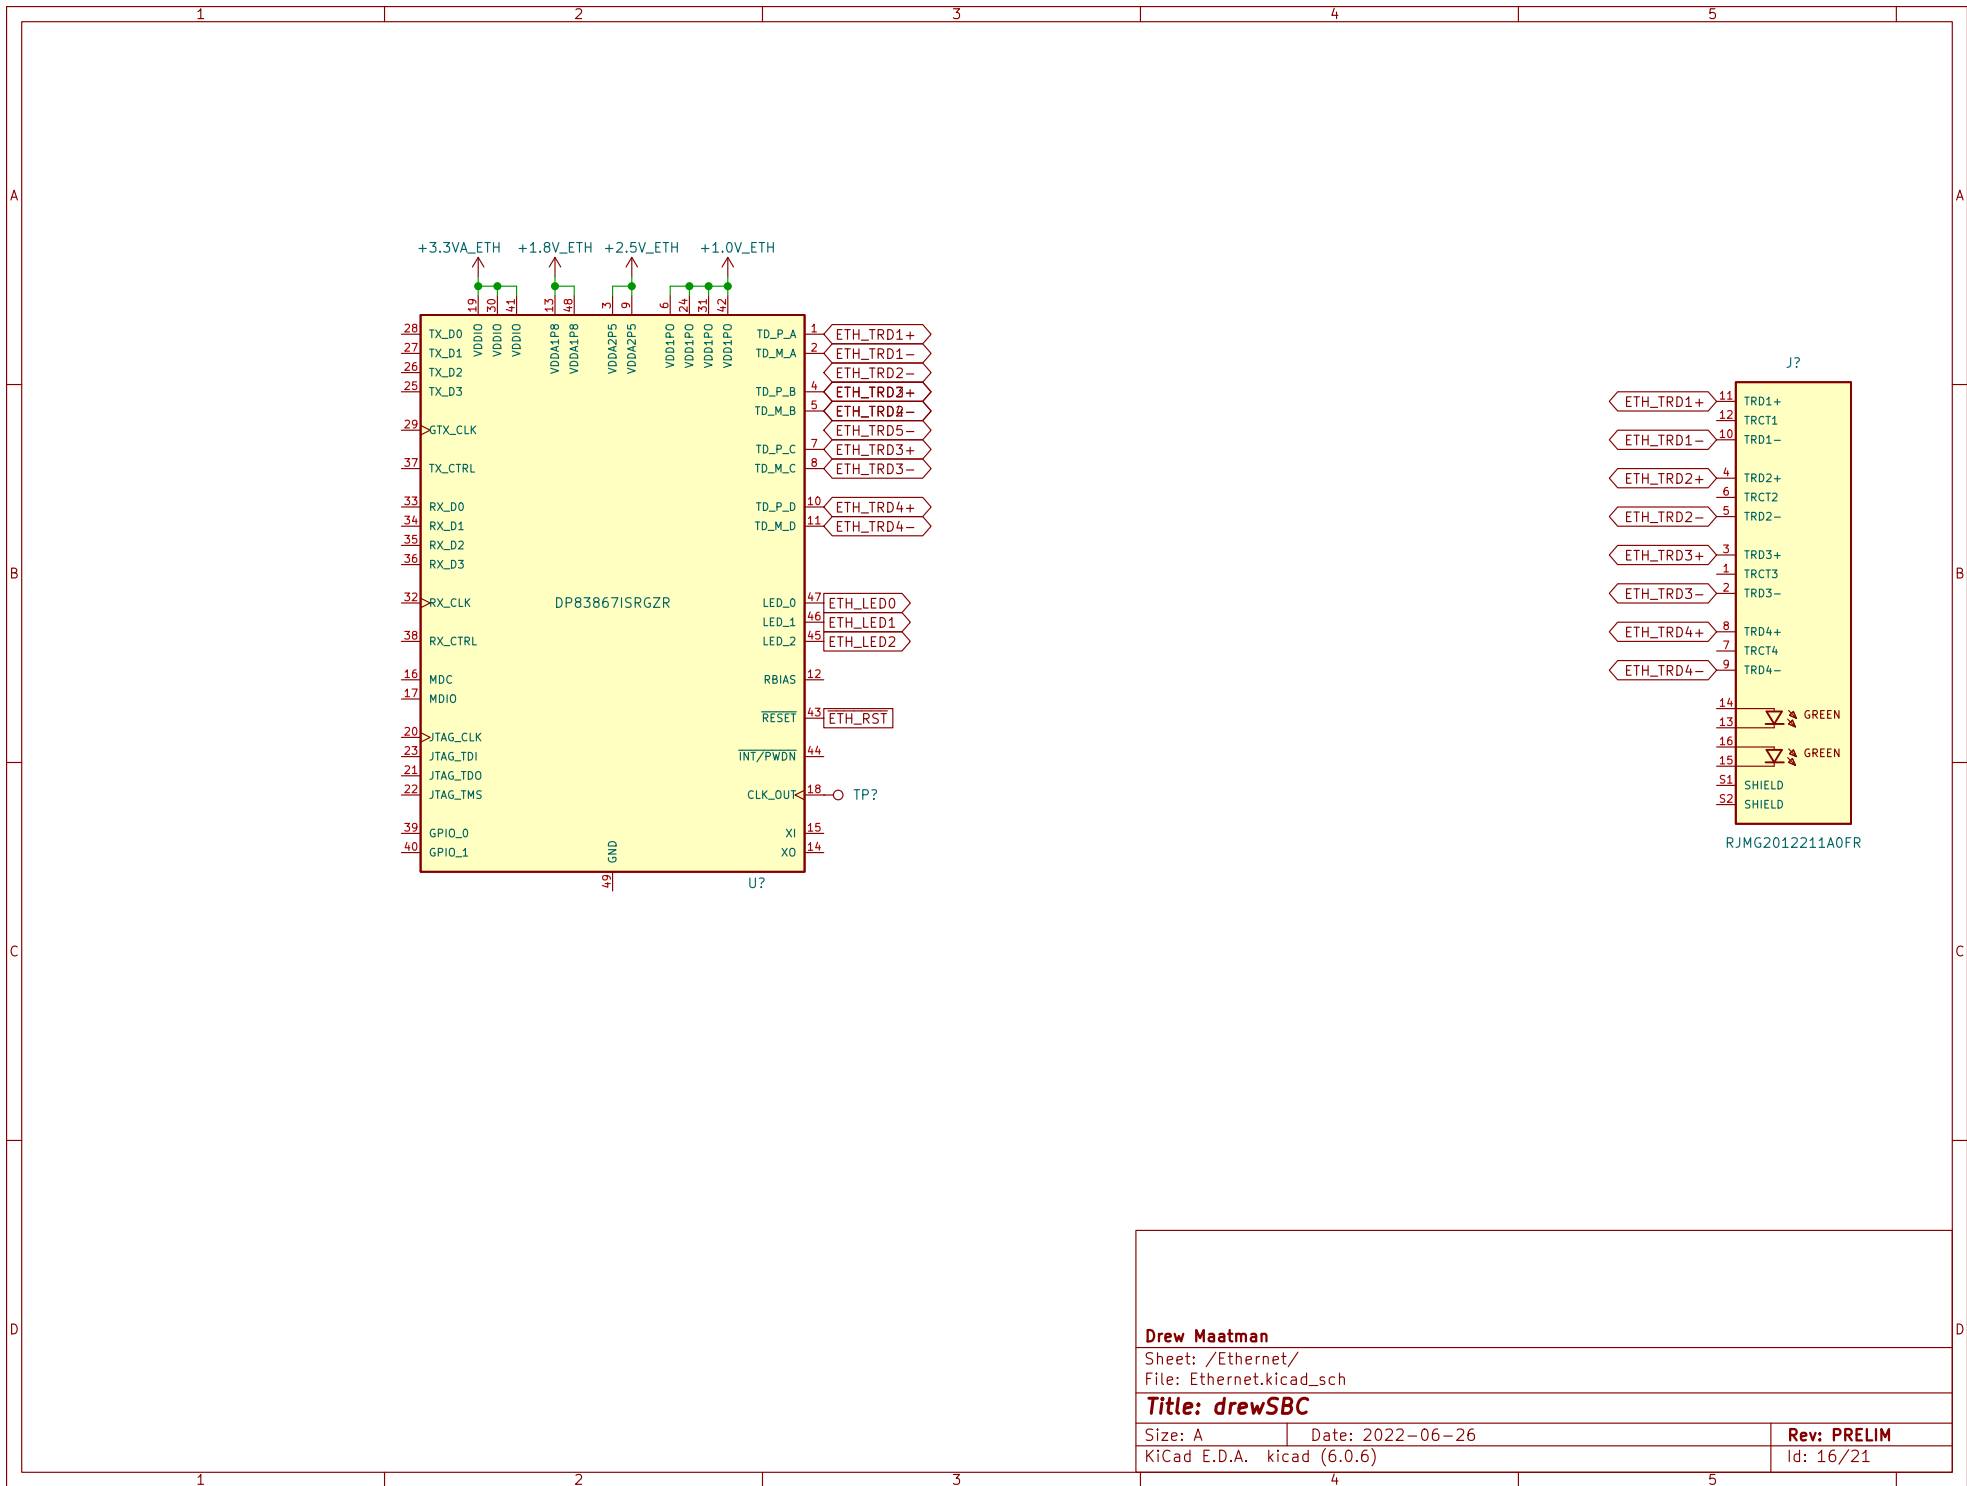 1 2 3 4 5
A A
B B
C C
D D
+3.3VA_ETH +1.8V_ETH +2.5V_ETH +1.0V_ETH
19 30 41 13 48 3 9 6 24 31 42
VDDIO VDDIO VDDIO VDDA1P8 VDDA1P8 VDDA2P5 VDDA2P5 VDD1P0 VDD1P0 VDD1P0 VDD1P0
28 TX_D0
27 TX_D1
26 TX_D2
25 TX_D3
29 GTX_CLK
37 TX_CTRL
33 RX_D0
34 RX_D1
35 RX_D2
36 RX_D3
32 RX_CLK
38 RX_CTRL
16 MDC
17 MDIO
20 JTAG_CLK
23 JTAG_TDI
21 JTAG_TDO
22 JTAG_TMS
39 GPIO_0
40 GPIO_1
DP83867ISRGZR
GND
49
U?
TD_P_A 1 ETH_TRD1+
TD_M_A 2 ETH_TRD1-
ETH_TRD2-
TD_P_B 4
TD_M_B 5
ETH_TRD5-
TD_P_C 7 ETH_TRD3+
TD_M_C 8 ETH_TRD3-
TD_P_D 10 ETH_TRD4+
TD_M_D 11 ETH_TRD4-
LED_0 47 ETH_LED0
LED_1 46 ETH_LED1
LED_2 45 ETH_LED2
RBIAS 12
RESET 43 ETH_RST
INT/PWDN 44
CLK_OUT 18 TP?
XI 15
XO 14
J?
ETH_TRD1+ 11 TRD1+
12 TRCT1
ETH_TRD1- 10 TRD1-
ETH_TRD2+ 4 TRD2+
6 TRCT2
ETH_TRD2- 5 TRD2-
ETH_TRD3+ 3 TRD3+
1 TRCT3
ETH_TRD3- 2 TRD3-
ETH_TRD4+ 8 TRD4+
7 TRCT4
ETH_TRD4- 9 TRD4-
14 GREEN
13
16 GREEN
15
S1 SHIELD
S2 SHIELD
RJMG2012211A0FR
Drew Maatman
Sheet: /Ethernet/
File: Ethernet.kicad_sch
Title: drewSBC
Size: A Date: 2022-06-26 Rev: PRELIM
KiCad E.D.A. kicad (6.0.6) Id: 16/21
1 2 3 4 5